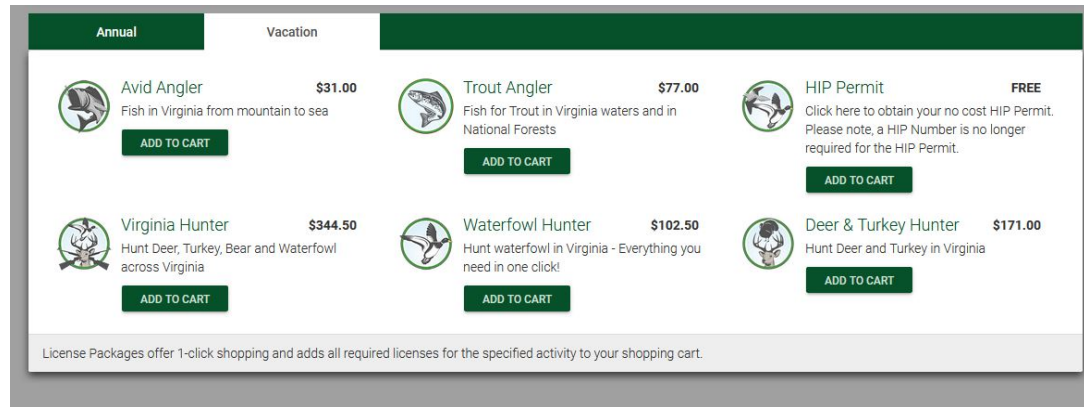 Annual
Vacation
Avid Angler
$31.00
Fish in Virginia from mountain to sea
ADD TO CART
Trout Angler
$77.00
Fish for Trout in Virginia waters and in
National Forests
ADD TO CART
HIP Permit
FREE
Click here to obtain your no cost HIP Permit.
Please note, a HIP Number is no longer
required for the HIP Permit.
ADD TO CART
Virginia Hunter
$344.50
Hunt Deer, Turkey, Bear and Waterfowl
across Virginia
ADD TO CART
Waterfowl Hunter
$102.50
Hunt waterfowl in Virginia - Everything you
need in one click!
ADD TO CART
Deer & Turkey Hunter
$171.00
Hunt Deer and Turkey in Virginia
ADD TO CART
License Packages offer 1-click shopping and adds all required licenses for the specified activity to your shopping cart.